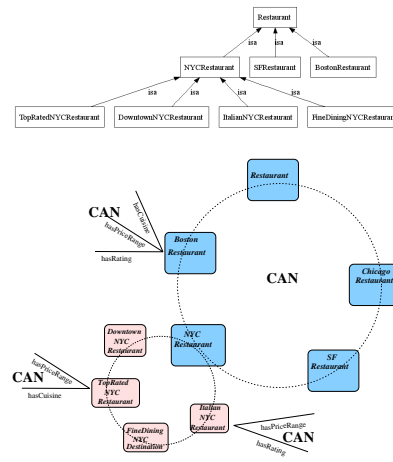 Restaurant
isa
isa
isa
NYCRestaurant
SFRestaurant
BostonRestaurant
isa
isa
isa
isa
TopRatedNYCRestaurant
DowntownNYCRestaurant
ItalianNYCRestaurant
FineDiningNYCRestaurant
Restaurant
CAN
hasCuisine
hasPriceRange
hasRating
Boston
Restaurant
CAN
Chicago
Restaurant
Downtown
NYC
Restaurant
NYC
Restaurant
SF
Restaurant
hasPriceRange
CAN
hasCuisine
TopRated
NYC
Restaurant
Italian
NYC
Restaurant
hasPriceRange
hasRating
CAN
FineDining
NYC
Destination